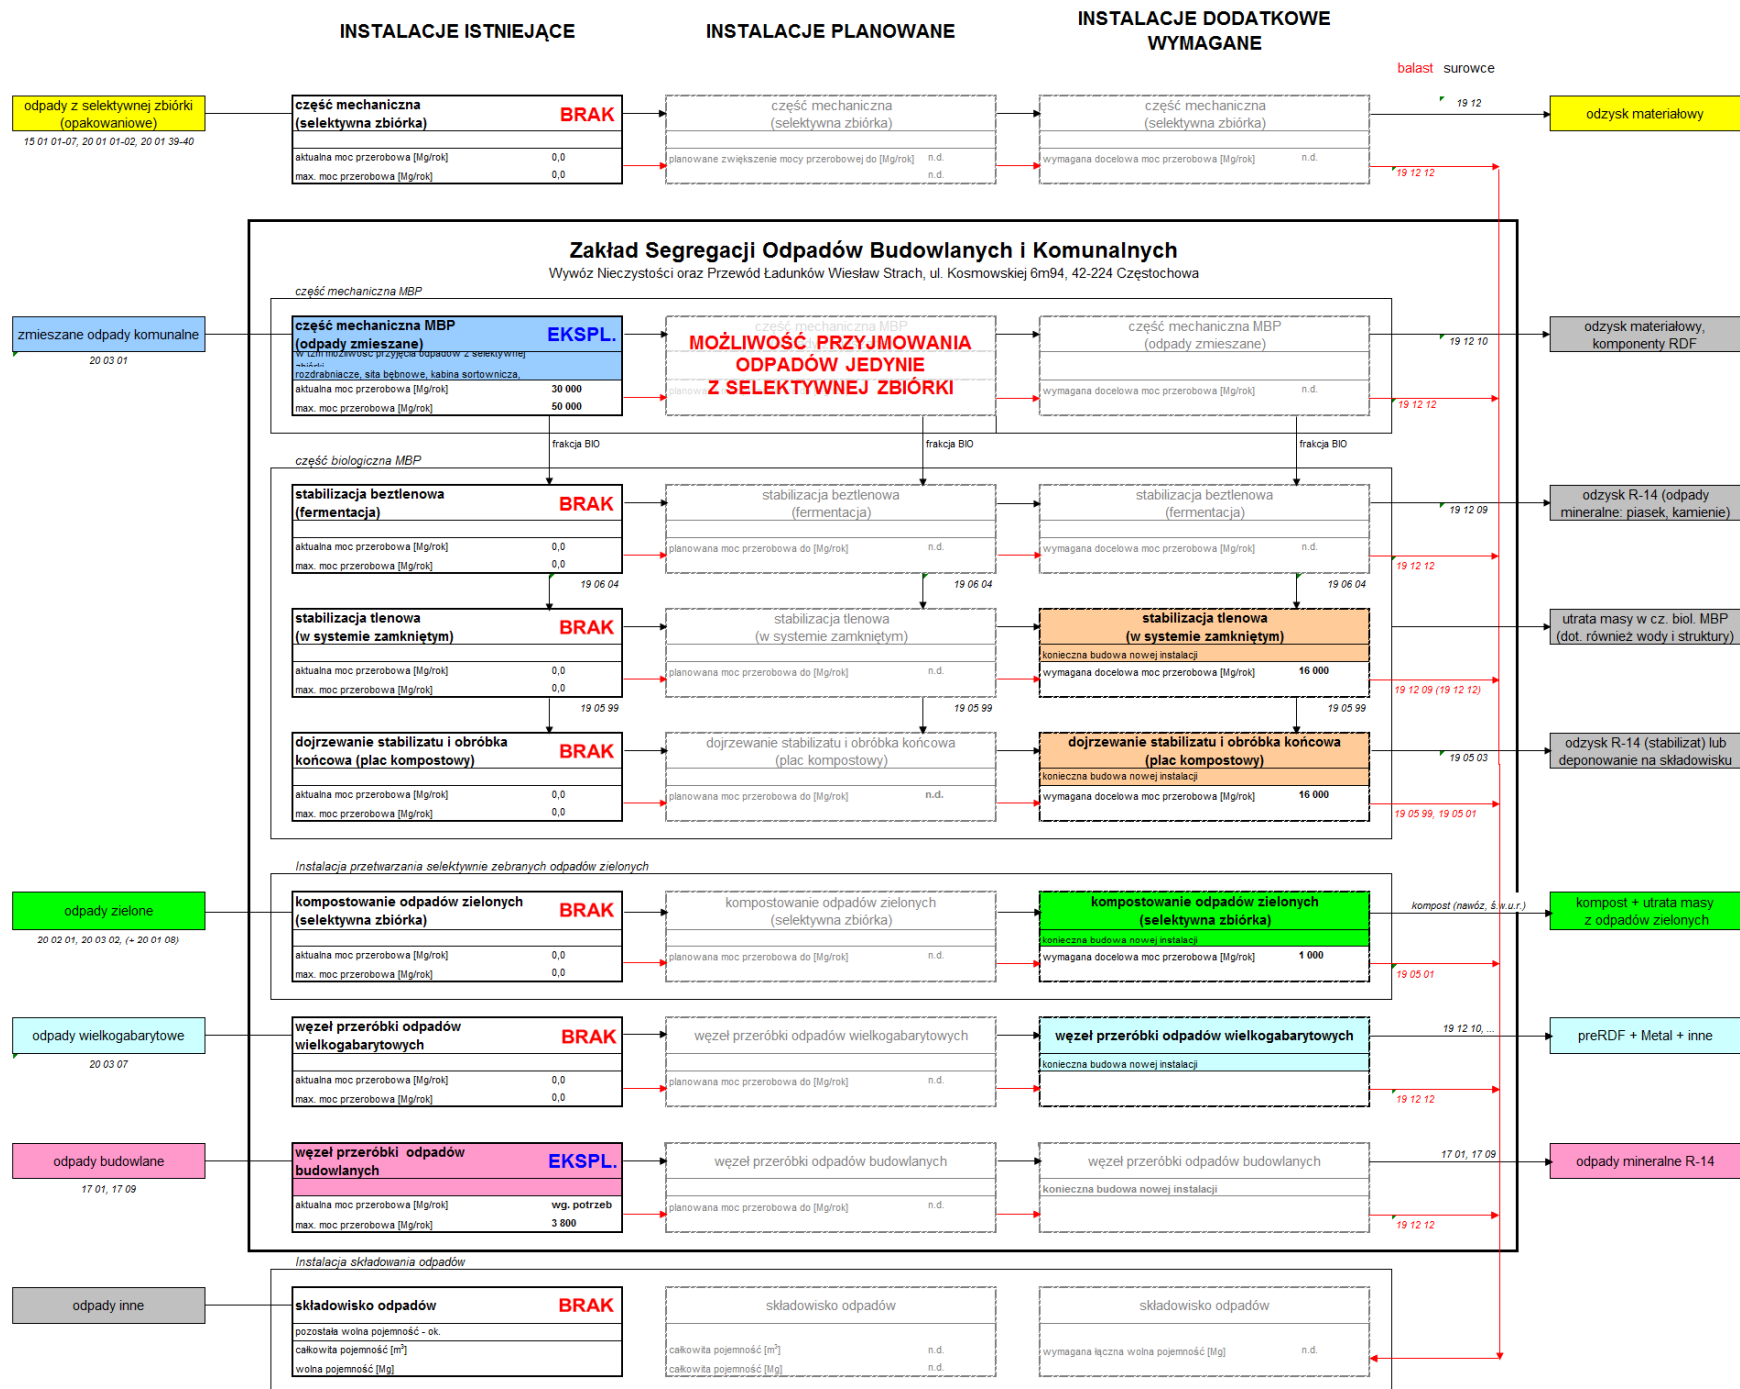 INSTALACJE ISTNIEJĄCE
INSTALACJE PLANOWANE
INSTALACJE DODATKOWE
WYMAGANE
balast surowce
odpady z selektywnej zbiórki
(opakowaniowe)
15 01 01-07, 20 01 01-02, 20 01 39-40
część mechaniczna
(selektywna zbiórka)
BRAK
aktualna moc przerobowa [Mg/rok] 0,0
max. moc przerobowa [Mg/rok] 0,0
część mechaniczna
(selektywna zbiórka)
planowane zwiększenie mocy przerobowej do [Mg/rok] n.d.
n.d.
część mechaniczna
(selektywna zbiórka)
wymagana docelowa moc przerobowa [Mg/rok] n.d.
19 12
19 12 12
odzysk materiałowy
Zakład Segregacji Odpadów Budowlanych i Komunalnych
Wywóz Nieczystości oraz Przewód Ładunków Wiesław Strach, ul. Kosmowskiej 6m94, 42-224 Częstochowa
część mechaniczna MBP
zmieszane odpady komunalne
20 03 01
część mechaniczna MBP
(odpady zmieszane)
EKSPL.
w tzm możliwość przyjęcia odpadów z selektywnej
zbiórki
rozdrabniacze, sita bębnowe, kabina sortownicza,
aktualna moc przerobowa [Mg/rok] 30 000
max. moc przerobowa [Mg/rok] 50 000
część mechaniczna MBP
MOŻLIWOŚĆ PRZYJMOWANIA
ODPADÓW JEDYNIE
Z SELEKTYWNEJ ZBIÓRKI
część mechaniczna MBP
(odpady zmieszane)
wymagana docelowa moc przerobowa [Mg/rok] n.d.
19 12 10
19 12 12
odzysk materiałowy,
komponenty RDF
frakcja BIO
frakcja BIO
frakcja BIO
część biologiczna MBP
stabilizacja beztlenowa
(fermentacja)
BRAK
aktualna moc przerobowa [Mg/rok] 0,0
max. moc przerobowa [Mg/rok] 0,0
stabilizacja beztlenowa
(fermentacja)
planowana moc przerobowa do [Mg/rok] n.d.
stabilizacja beztlenowa
(fermentacja)
wymagana docelowa moc przerobowa [Mg/rok] n.d.
19 12 09
19 12 12
odzysk R-14 (odpady
mineralne: piasek, kamienie)
19 06 04
19 06 04
19 06 04
stabilizacja tlenowa
(w systemie zamkniętym)
BRAK
aktualna moc przerobowa [Mg/rok] 0,0
max. moc przerobowa [Mg/rok] 0,0
stabilizacja tlenowa
(w systemie zamkniętym)
planowana moc przerobowa do [Mg/rok] n.d.
stabilizacja tlenowa
(w systemie zamkniętym)
konieczna budowa nowej instalacji
wymagana docelowa moc przerobowa [Mg/rok] 16 000
19 12 09 (19 12 12)
utrata masy w cz. biol. MBP
(dot. również wody i struktury)
19 05 99
19 05 99
19 05 99
dojrzewanie stabilizatu i obróbka
końcowa (plac kompostowy)
BRAK
aktualna moc przerobowa [Mg/rok] 0,0
max. moc przerobowa [Mg/rok] 0,0
dojrzewanie stabilizatu i obróbka końcowa
(plac kompostowy)
planowana moc przerobowa do [Mg/rok] n.d.
dojrzewanie stabilizatu i obróbka końcowa
(plac kompostowy)
konieczna budowa nowej instalacji
wymagana docelowa moc przerobowa [Mg/rok] 16 000
19 05 03
19 05 99, 19 05 01
odzysk R-14 (stabilizat) lub
deponowanie na składowisku
Instalacja przetwarzania selektywnie zebranych odpadów zielonych
odpady zielone
20 02 01, 20 03 02, (+ 20 01 08)
kompostowanie odpadów zielonych
(selektywna zbiórka)
BRAK
aktualna moc przerobowa [Mg/rok] 0,0
max. moc przerobowa [Mg/rok] 0,0
kompostowanie odpadów zielonych
(selektywna zbiórka)
planowana moc przerobowa do [Mg/rok] n.d.
kompostowanie odpadów zielonych
(selektywna zbiórka)
konieczna budowa nowej instalacji
wymagana docelowa moc przerobowa [Mg/rok] 1 000
kompost (nawóz, ś.w.u.r.)
19 05 01
kompost + utrata masy
z odpadów zielonych
odpady wielkogabarytowe
20 03 07
węzeł przeróbki odpadów
wielkogabarytowych
BRAK
aktualna moc przerobowa [Mg/rok] 0,0
max. moc przerobowa [Mg/rok] 0,0
węzeł przeróbki odpadów wielkogabarytowych
planowana moc przerobowa do [Mg/rok] n.d.
węzeł przeróbki odpadów wielkogabarytowych
konieczna budowa nowej instalacji
19 12 10, ...
19 12 12
preRDF + Metal + inne
odpady budowlane
17 01, 17 09
węzeł przeróbki odpadów
budowlanych
EKSPL.
aktualna moc przerobowa [Mg/rok] wg. potrzeb
max. moc przerobowa [Mg/rok] 3 800
węzeł przeróbki odpadów budowlanych
planowana moc przerobowa do [Mg/rok] n.d.
węzeł przeróbki odpadów budowlanych
konieczna budowa nowej instalacji
17 01, 17 09
19 12 12
odpady mineralne R-14
Instalacja składowania odpadów
odpady inne
składowisko odpadów
BRAK
pozostała wolna pojemność - ok.
całkowita pojemność [m³]
wolna pojemność [Mg]
składowisko odpadów
całkowita pojemność [m³] n.d.
całkowita pojemność [Mg] n.d.
składowisko odpadów
wymagana łączna wolna pojemność [Mg] n.d.